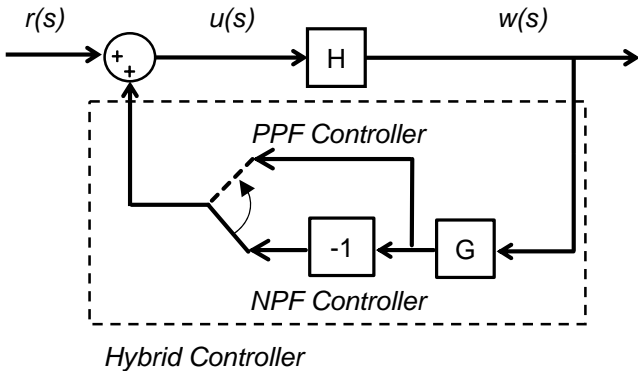 r(s)
u(s)
w(s)
+
+
H
PPF Controller
-1
G
NPF Controller
Hybrid Controller